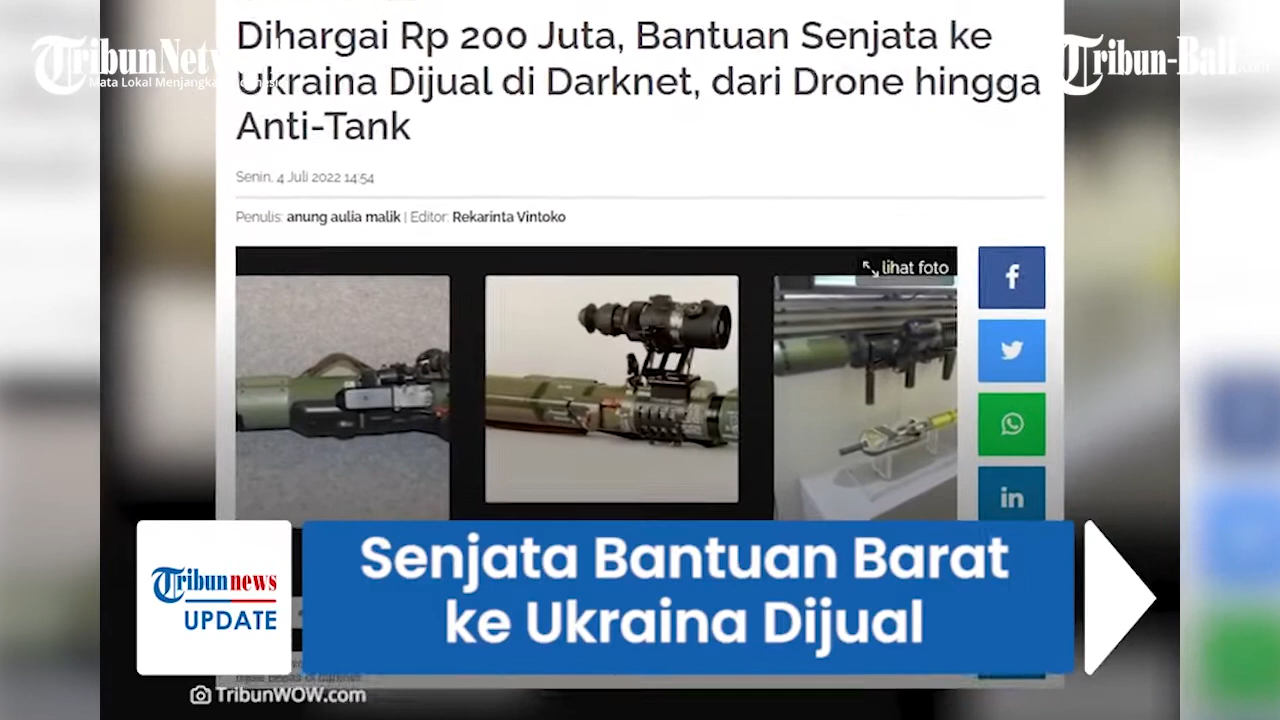 Dihargai Rp 200 Juta, Bantuan Senjata ke
Ukraina Dijual di Darknet, dari Drone hingga
Anti-Tank
Tribun
Mata Lokal Menjangkau
Tribun-Bali.com
Senin, 4 Juli 2022 14:54
Penulis: anung aulia malik | Editor: Rekarinta Vintoko
lihat foto
f
in
Tribunnews
UPDATE
Senjata Bantuan Barat
ke Ukraina Dijual
TribunWOW.com